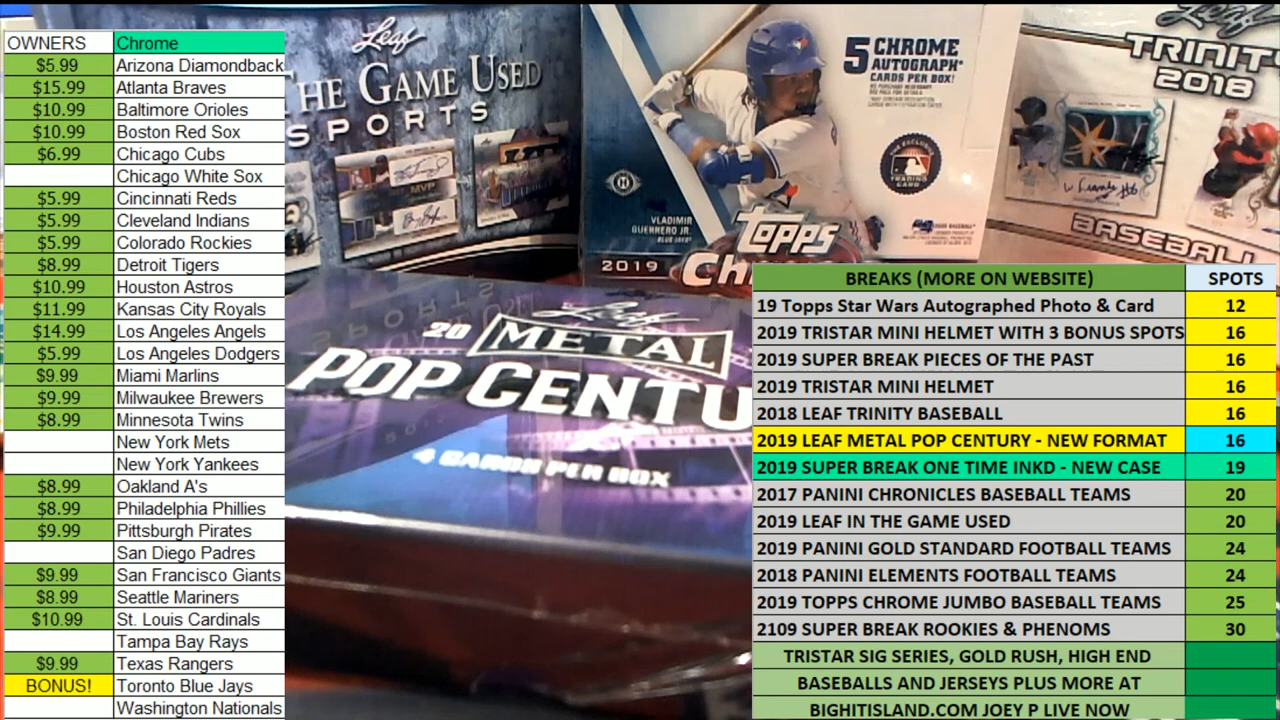 OWNERS Chrome
$5.99 Arizona Diamondback
$15.99 Atlanta Braves
$10.99 Baltimore Orioles
$10.99 Boston Red Sox
$6.99 Chicago Cubs
Chicago White Sox
$5.99 Cincinnati Reds
$5.99 Cleveland Indians
$5.99 Colorado Rockies
$8.99 Detroit Tigers
$10.99 Houston Astros
$11.99 Kansas City Royals
$14.99 Los Angeles Angels
$5.99 Los Angeles Dodgers
$9.99 Miami Marlins
$9.99 Milwaukee Brewers
$8.99 Minnesota Twins
New York Mets
New York Yankees
$8.99 Oakland A's
$8.99 Philadelphia Phillies
$9.99 Pittsburgh Pirates
San Diego Padres
$9.99 San Francisco Giants
$8.99 Seattle Mariners
$10.99 St. Louis Cardinals
Tampa Bay Rays
$9.99 Texas Rangers
BONUS! Toronto Blue Jays
Washington Nationals
Leaf
HE GAME USED
SPORTS
MVP
5 CHROME
AUTOGRAPH
CARDS PER BOX!
VLADIMIR
GUERRERO JR.
BLUE JAYS
Topps
2019 Ch
Leaf
TRINIT
2018
BASEBALL
Leaf
20 METAL
POP CENTU
4 CARDS PER BOX
BREAKS (MORE ON WEBSITE) SPOTS
19 Topps Star Wars Autographed Photo & Card 12
2019 TRISTAR MINI HELMET WITH 3 BONUS SPOTS 16
2019 SUPER BREAK PIECES OF THE PAST 16
2019 TRISTAR MINI HELMET 16
2018 LEAF TRINITY BASEBALL 16
2019 LEAF METAL POP CENTURY - NEW FORMAT 16
2019 SUPER BREAK ONE TIME INKD - NEW CASE 19
2017 PANINI CHRONICLES BASEBALL TEAMS 20
2019 LEAF IN THE GAME USED 20
2019 PANINI GOLD STANDARD FOOTBALL TEAMS 24
2018 PANINI ELEMENTS FOOTBALL TEAMS 24
2019 TOPPS CHROME JUMBO BASEBALL TEAMS 25
2109 SUPER BREAK ROOKIES & PHENOMS 30
TRISTAR SIG SERIES, GOLD RUSH, HIGH END
BASEBALLS AND JERSEYS PLUS MORE AT
BIGHITISLAND.COM JOEY P LIVE NOW